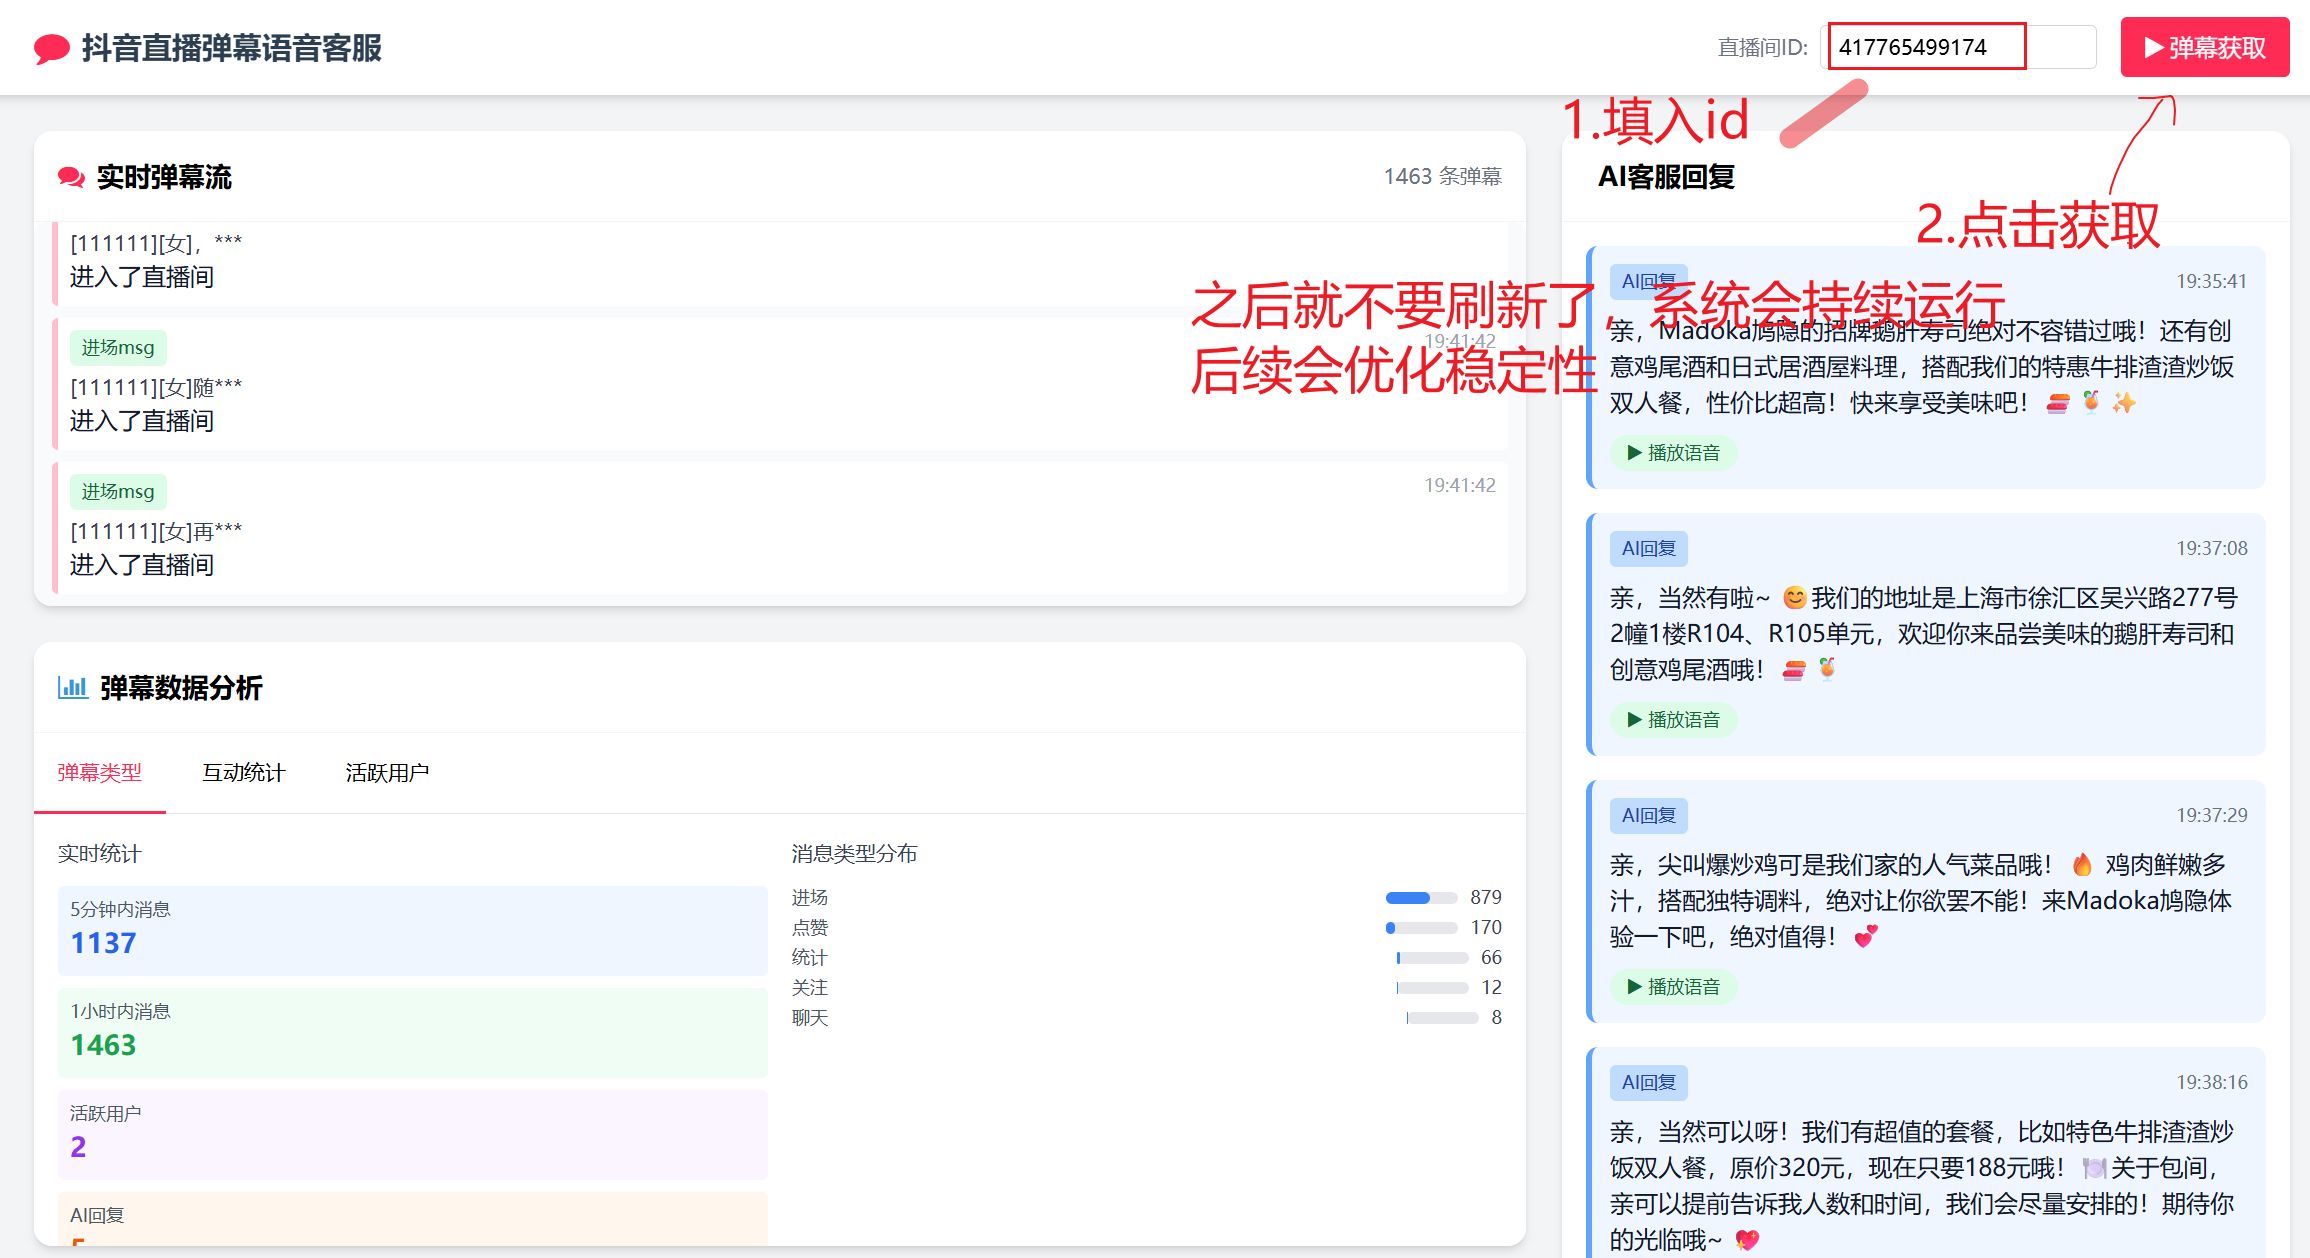 抖音直播弹幕语音客服
直播间ID:
417765499174
▶弹幕获取
1.填入id
2.点击获取
之后就不要刷新了，系统会持续运行
后续会优化稳定性
实时弹幕流
1463 条弹幕
[111111][女]，***
进入了直播间
进场msg
19:41:42
[111111][女]随***
进入了直播间
进场msg
19:41:42
[111111][女]再***
进入了直播间
弹幕数据分析
弹幕类型
互动统计
活跃用户
实时统计
5分钟内消息
1137
1小时内消息
1463
活跃用户
2
AI回复
消息类型分布
进场 879
点赞 170
统计 66
关注 12
聊天 8
AI客服回复
AI回复
19:35:41
亲，Madoka鸠隐的招牌鹅肝寿司绝对不容错过哦！还有创
意鸡尾酒和日式居酒屋料理，搭配我们的特惠牛排渣渣炒饭
双人餐，性价比超高！快来享受美味吧！🍣🍹✨
▶ 播放语音
AI回复
19:37:08
亲，当然有啦~ 😊我们的地址是上海市徐汇区吴兴路277号
2幢1楼R104、R105单元，欢迎你来品尝美味的鹅肝寿司和
创意鸡尾酒哦！🍣🍹
▶ 播放语音
AI回复
19:37:29
亲，尖叫爆炒鸡可是我们家的人气菜品哦！🔥 鸡肉鲜嫩多
汁，搭配独特调料，绝对让你欲罢不能！来Madoka鸠隐体
验一下吧，绝对值得！💕
▶ 播放语音
AI回复
19:38:16
亲，当然可以呀！我们有超值的套餐，比如特色牛排渣渣炒
饭双人餐，原价320元，现在只要188元哦！🍽️关于包间，
亲可以提前告诉我人数和时间，我们会尽量安排的！期待你
的光临哦~ 💖